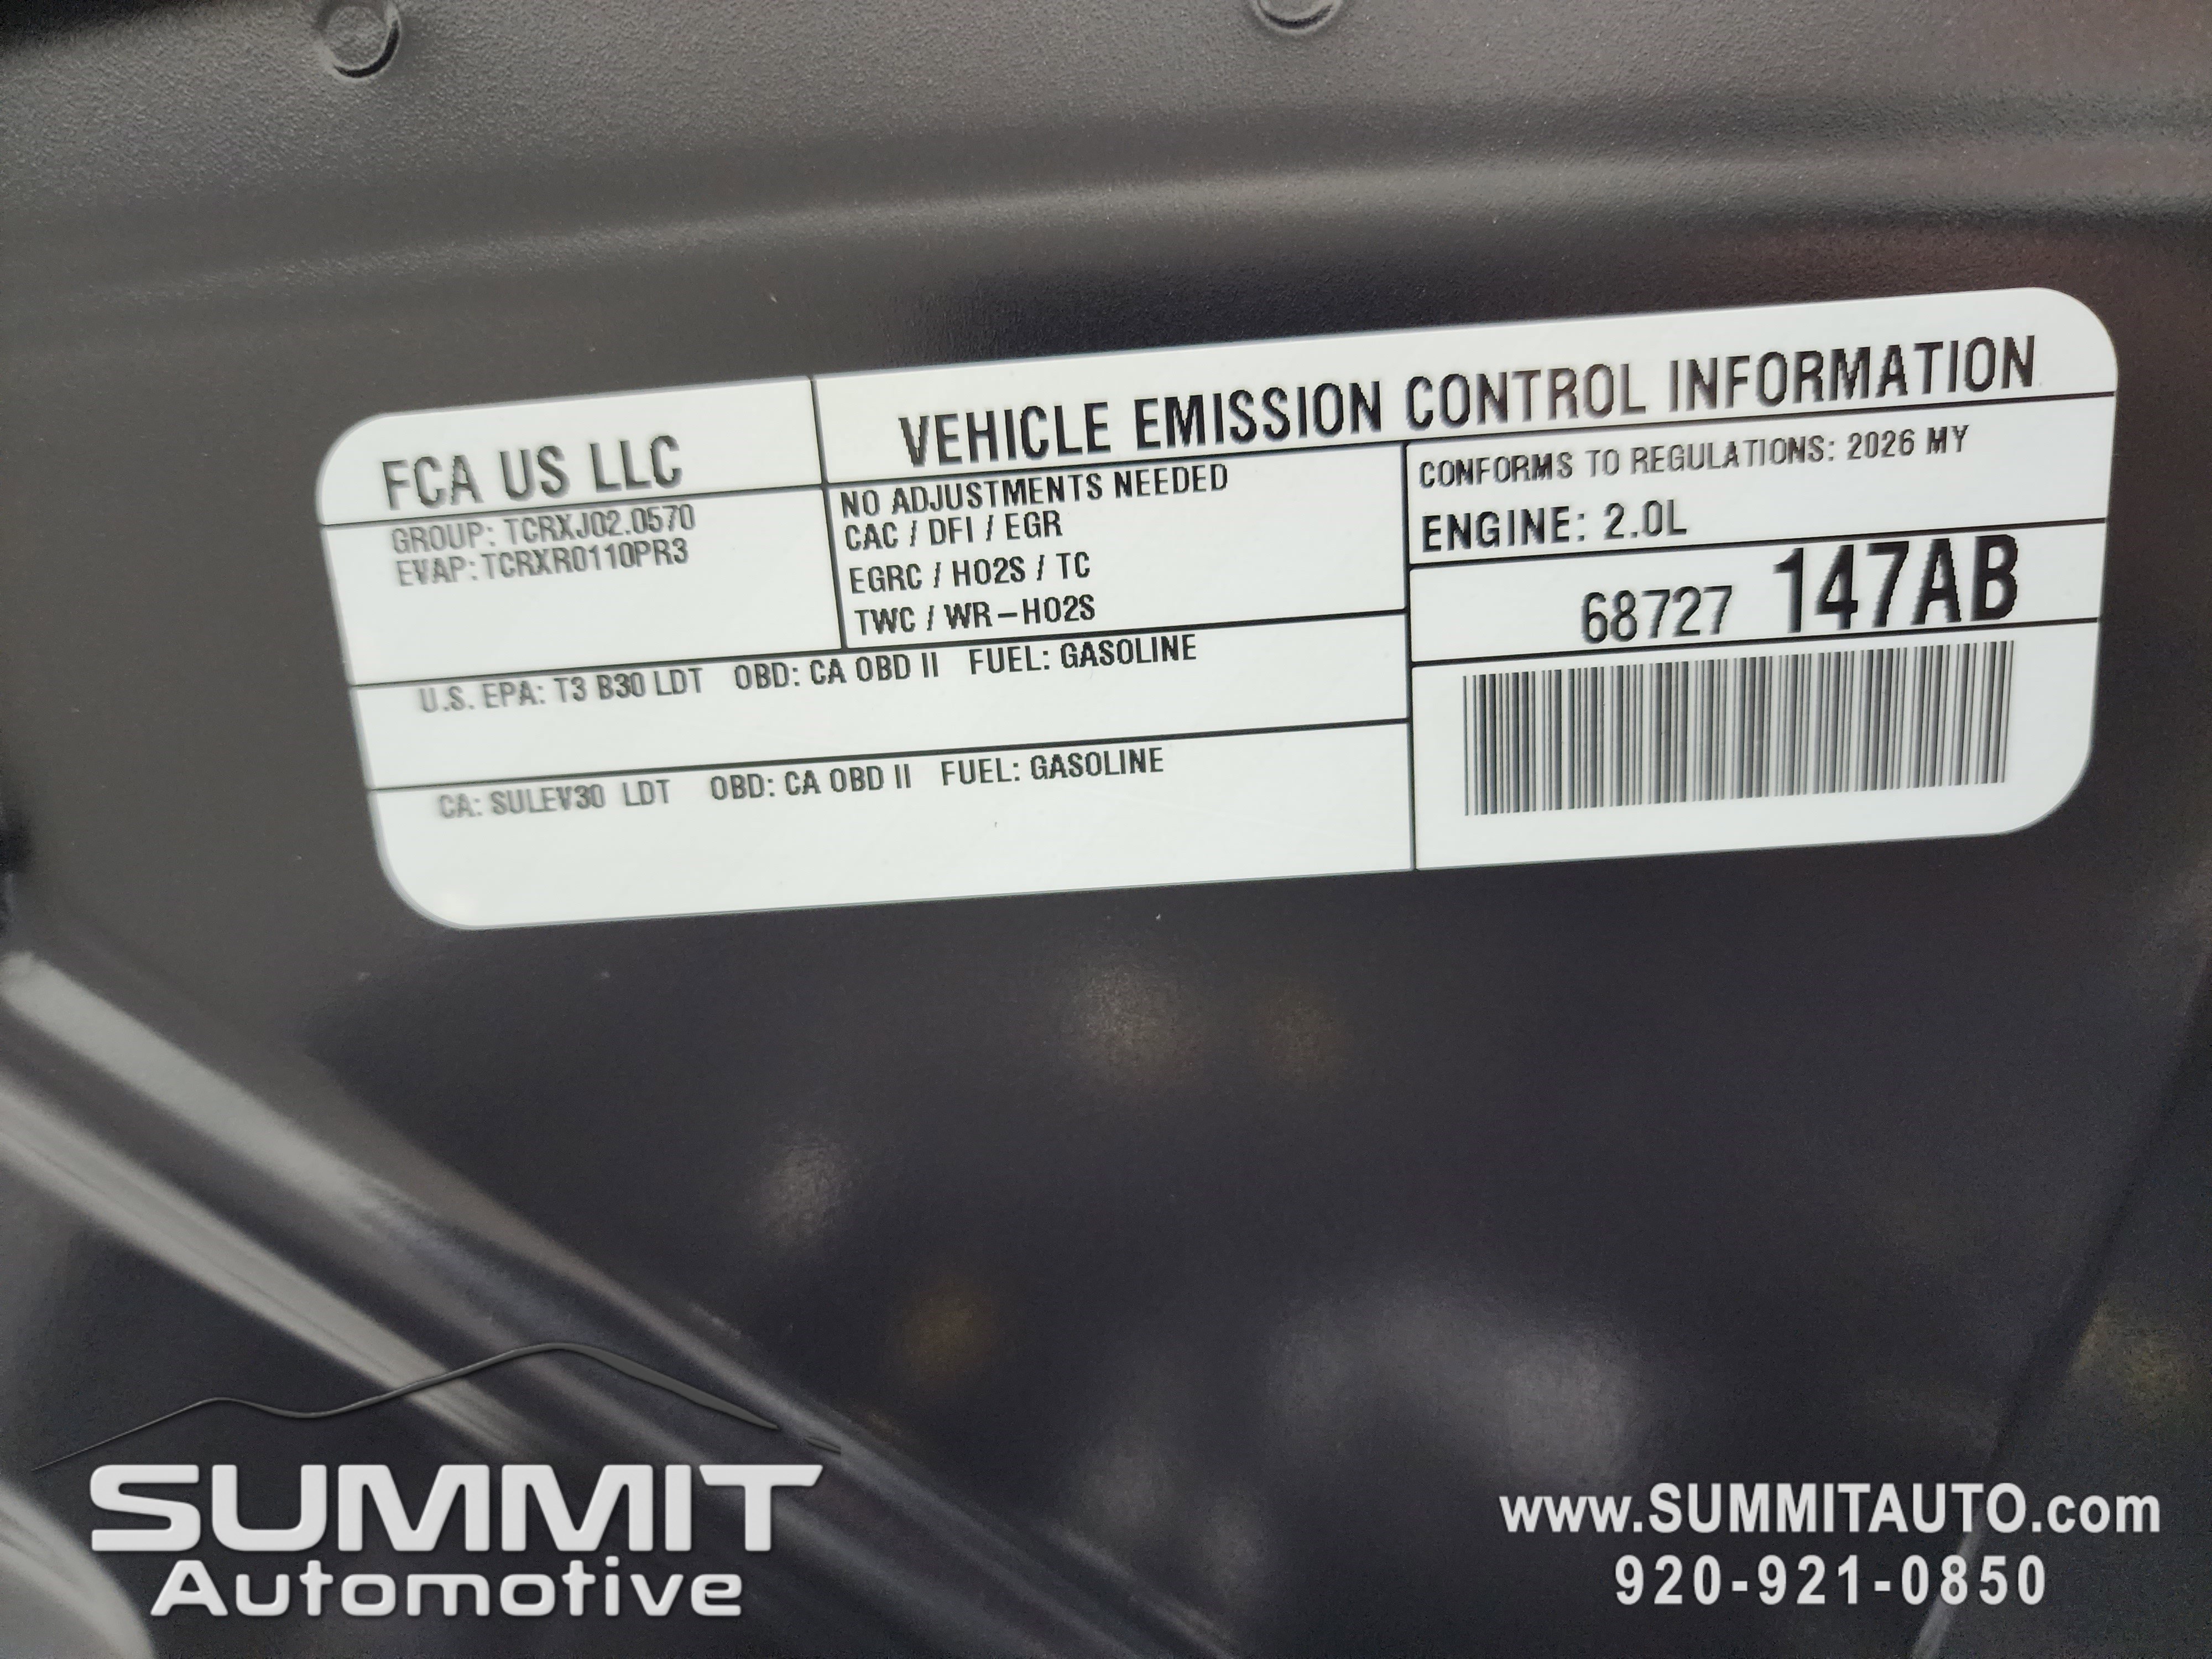 FCA US LLC
VEHICLE EMISSION CONTROL INFORMATION
GROUP: TCRXJ02.0570
EVAP: TCRXR0110PR3
NO ADJUSTMENTS NEEDED
CAC / DFI / EGR
EGRC / HO2S / TC
TWC / WR-HO2S
CONFORMS TO REGULATIONS: 2026 MY
ENGINE: 2.0L
68727 147AB
U.S. EPA: T3 B30 LDT OBD: CA OBD II FUEL: GASOLINE
CA: SULEV30 LDT OBD: CA OBD II FUEL: GASOLINE
SUMMIT
Automotive
www.SUMMITAUTO.com
920-921-0850